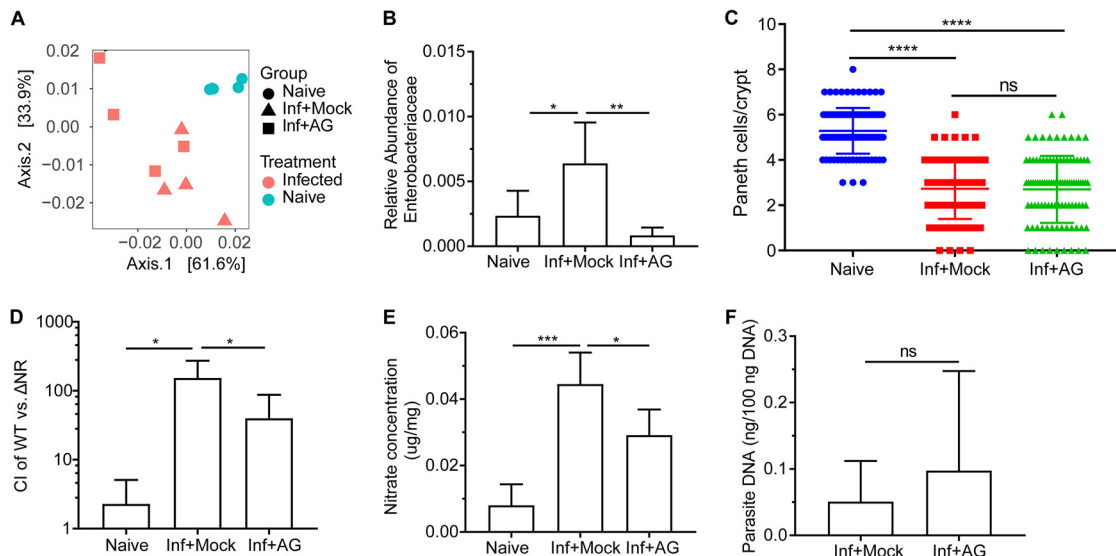 A
0.02
0.01
0.00
−0.01
−0.02
Axis.2 [33.9%]
−0.02
0.00
0.02
Axis.1 [61.6%]
Group
Naive
Inf+Mock
Inf+AG
Treatment
Infected
Naive
B
Relative Abundance of
Enterobacteriaceae
0.015
0.010
0.005
0.000
*
**
Naive
Inf+Mock
Inf+AG
C
Paneth cells/crypt
10
8
6
4
2
0
****
****
ns
Naive
Inf+Mock
Inf+AG
D
CI of WT vs. ΔNR
1000
100
10
1
*
*
Naive
Inf+Mock
Inf+AG
E
Nitrate concentration
(ug/mg)
0.06
0.04
0.02
0.00
***
*
Naive
Inf+Mock
Inf+AG
F
Parasite DNA (ng/100 ng DNA)
0.3
0.2
0.1
0.0
ns
Inf+Mock
Inf+AG